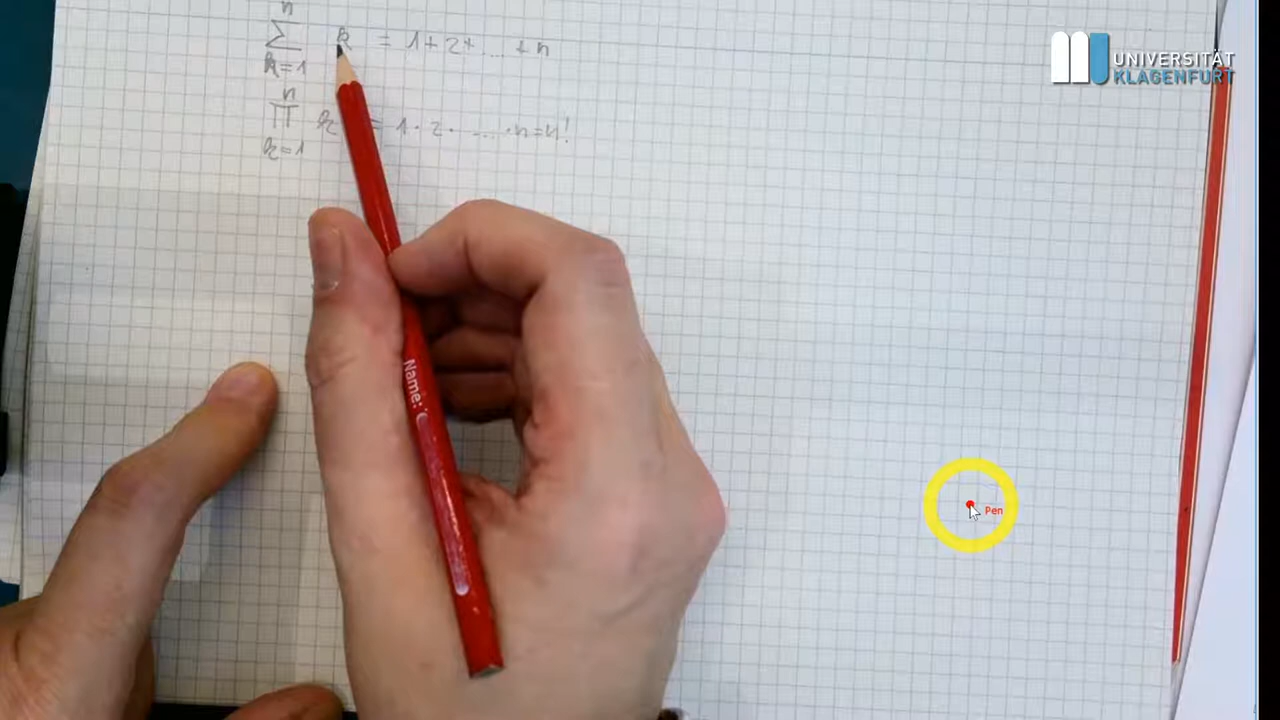 n
∑ k = 1+2+...+n
k=1
n
∏ k = 1·2·...·n=n!
k=1
UNIVERSITÄT
KLAGENFURT
Name:
Pen